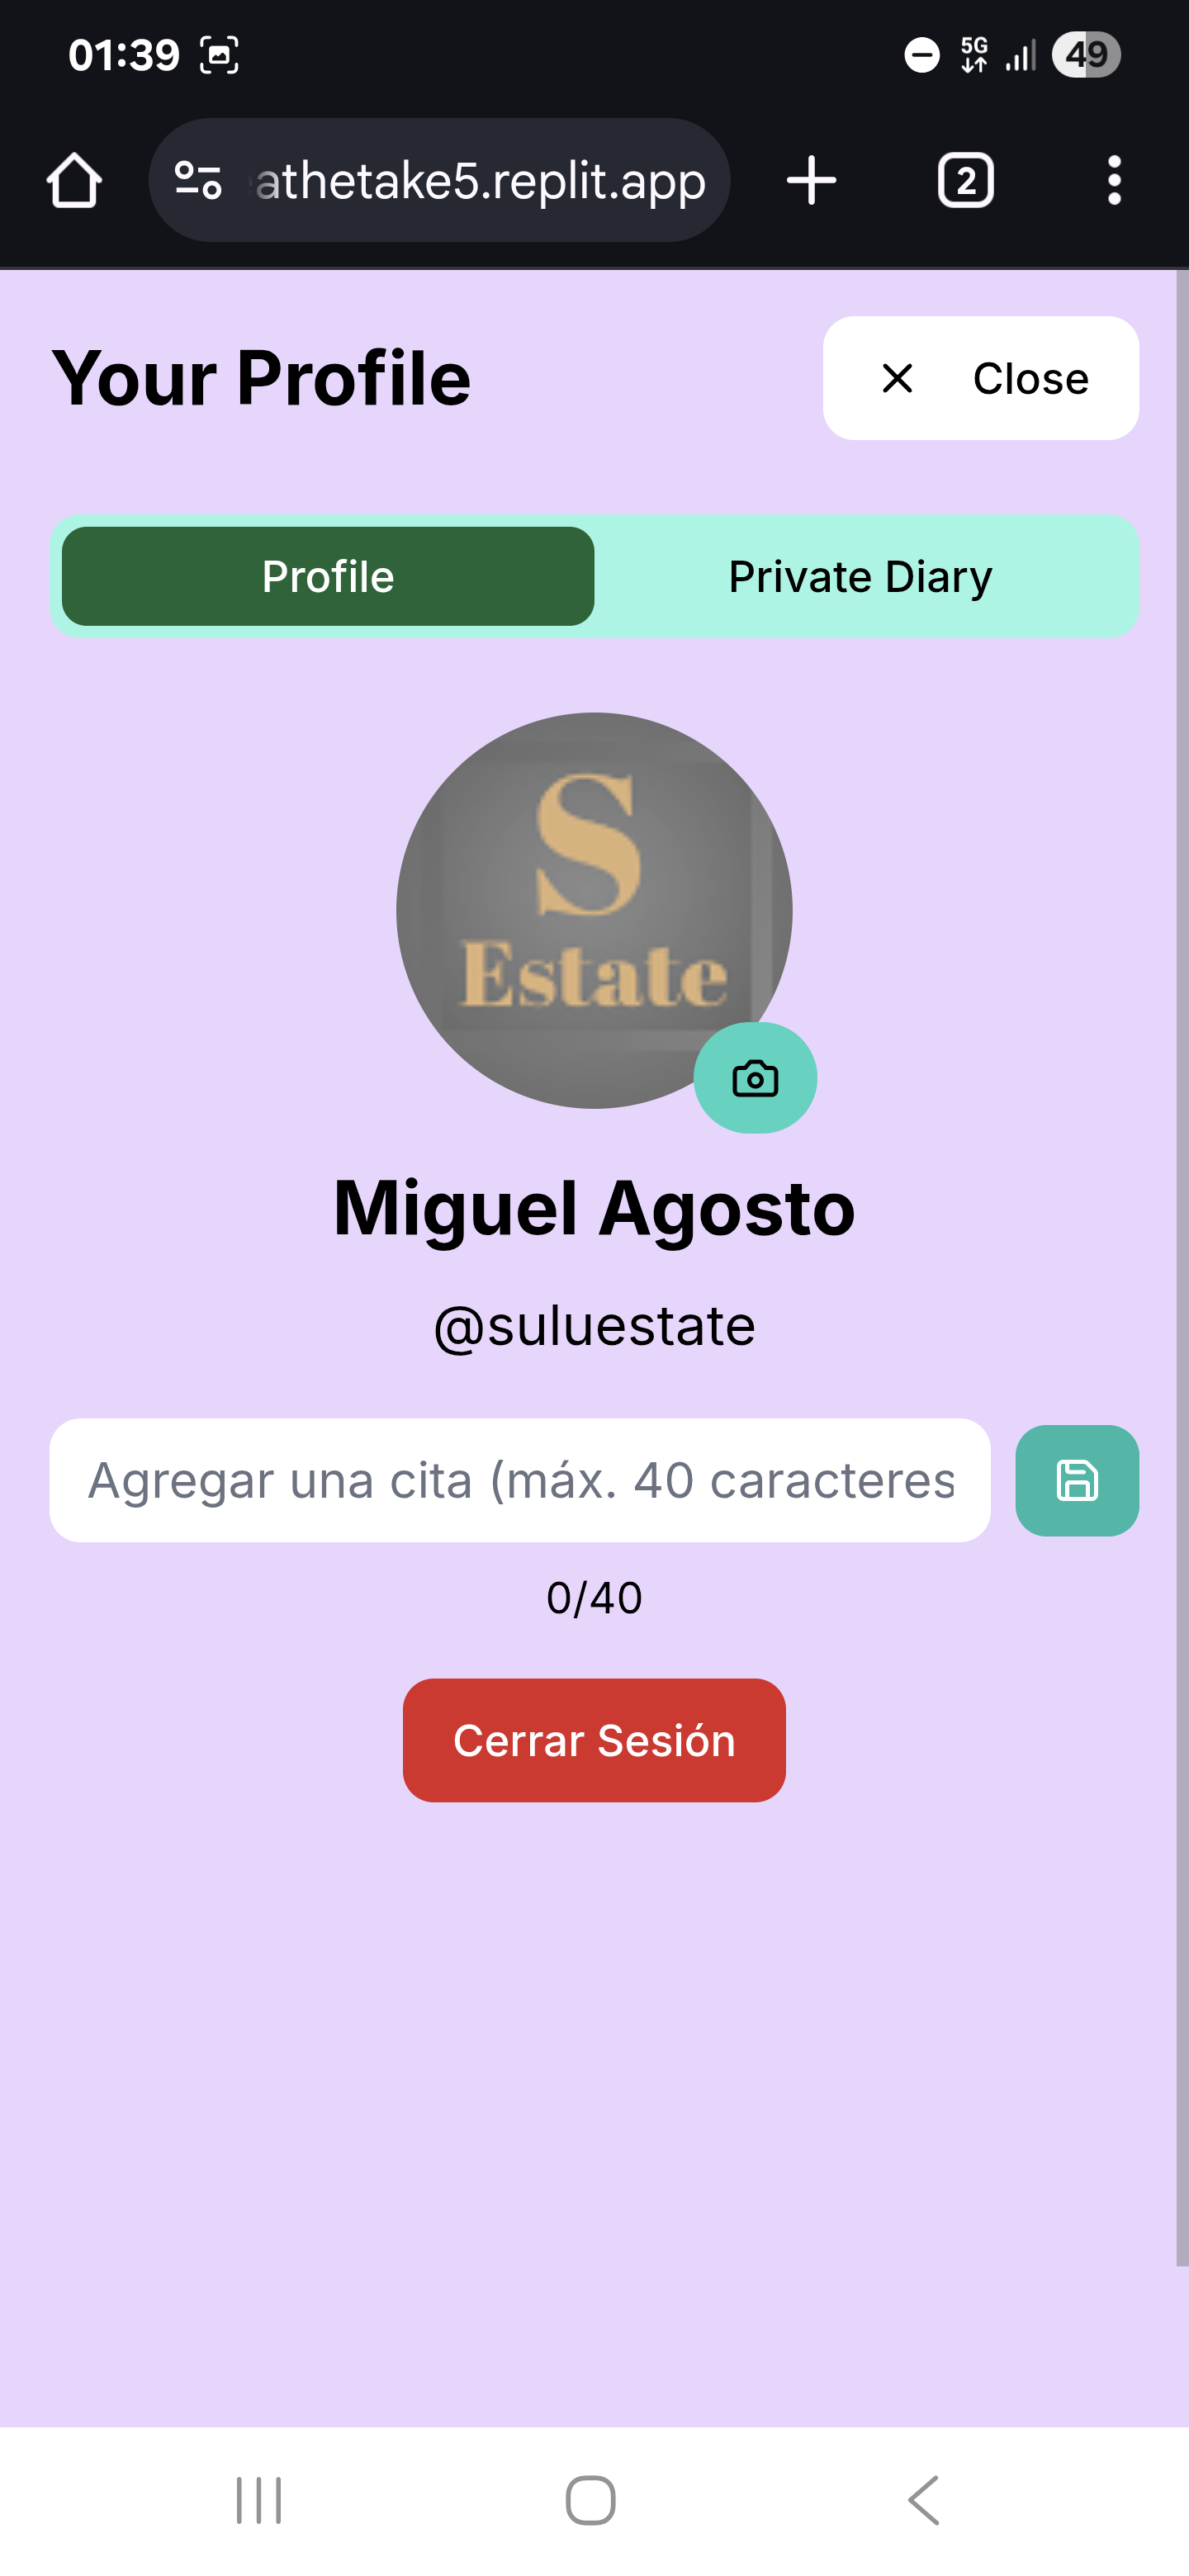 01:39
5G
49
athetake5.replit.app
2
Your Profile
Close
Profile
Private Diary
S
Estate
Miguel Agosto
@suluestate
Agregar una cita (máx. 40 caracteres
0/40
Cerrar Sesión